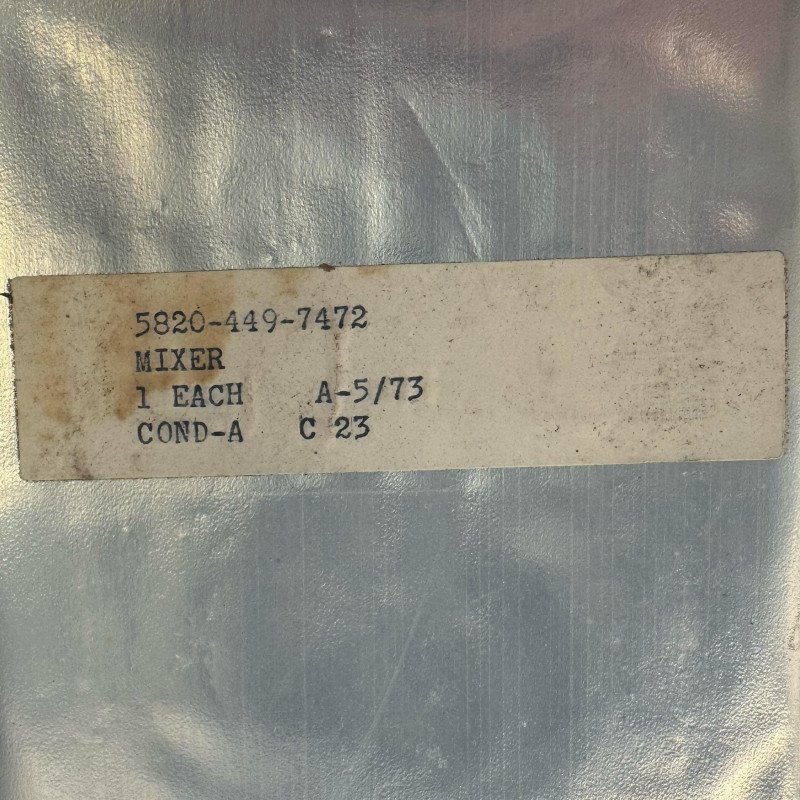 5820-449-7472
MIXER
1 EACH A-5/73
COND-A C 23